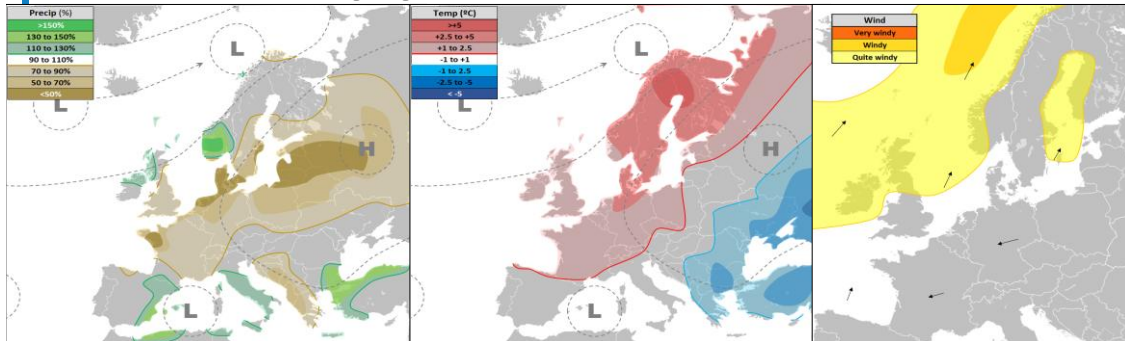 Precip (%)
>150%
130 to 150%
110 to 130%
90 to 110%
70 to 90%
50 to 70%
<50%
L
L
H
L
Temp (ºC)
>+5
+2.5 to +5
+1 to 2.5
-1 to +1
-1 to 2.5
-2.5 to -5
< -5
L
L
H
L
Wind
Very windy
Windy
Quite windy